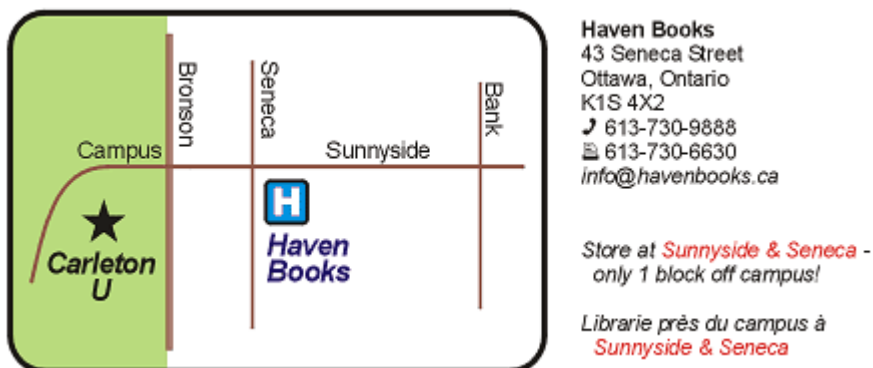 Bronson
Seneca
Bank
Campus
Sunnyside
H
Haven
Books
Carleton
U
Haven Books
43 Seneca Street
Ottawa, Ontario
K1S 4X2
613-730-9888
613-730-6630
info@havenbooks.ca
Store at Sunnyside & Seneca -
only 1 block off campus!
Librarie près du campus à
Sunnyside & Seneca